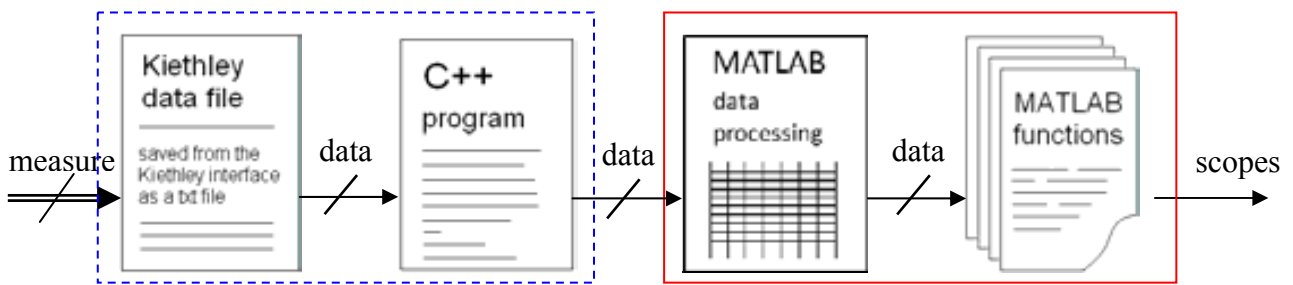 measure
Kiethley
data file
saved from the
Kiethley interface
as a txt file
data
C++
program
data
MATLAB
data
processing
data
MATLAB
functions
scopes